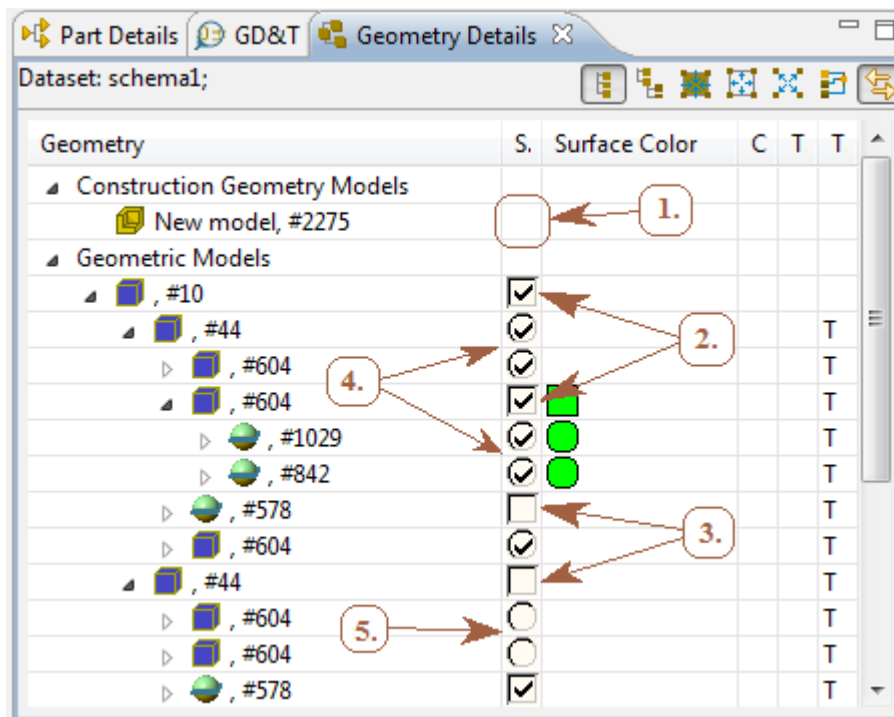 Part Details GD&T Geometry Details
Dataset: schema1;
Geometry S. Surface Color C T T
Construction Geometry Models
New model, #2275
1.
Geometric Models
, #10
, #44 T
2.
, #604 T
4.
, #604 T
, #1029 T
, #842 T
, #578 T
3.
, #604 T
, #44 T
, #604 T
5.
, #604 T
, #578 T